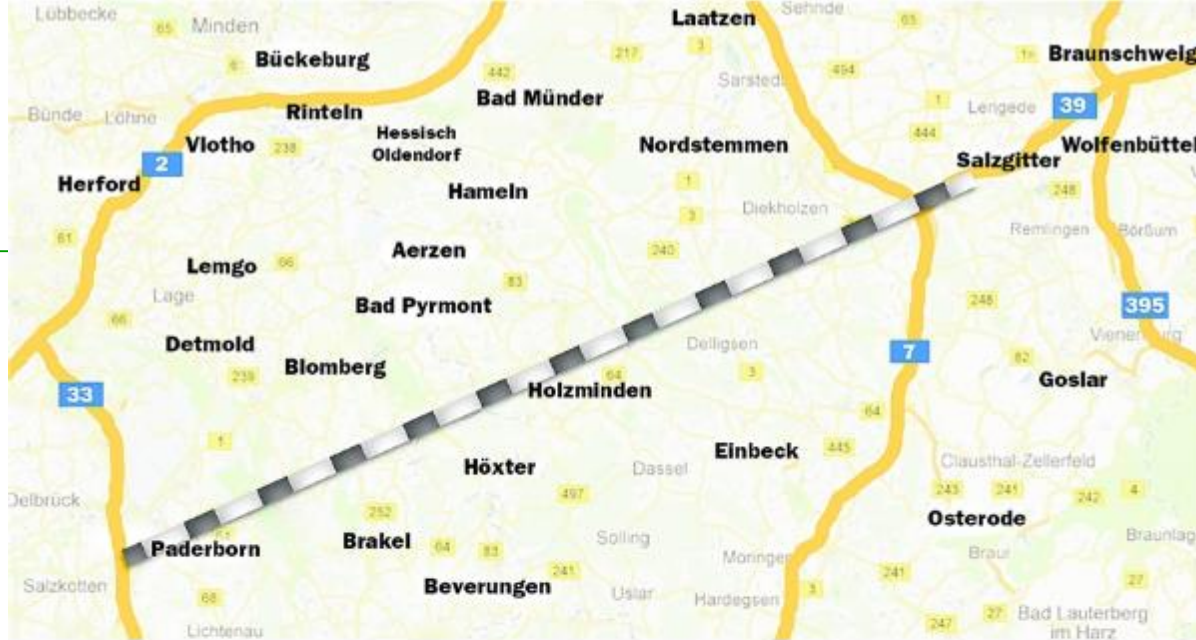 Lübbecke
Minden
65
Bückeburg
6
Laatzen
Sehnde
63
3
217
1n
Braunschweig
442
Sarstedt
494
Bünde
Löhne
Rinteln
Bad Münder
1
Lengede
39
Vlotho
238
Hessisch
Oldendorf
Nordstemmen
444
Salzgitter
Wolfenbüttel
2
Herford
Hameln
1
248
3
Diekholzen
61
Aerzen
240
Remlingen
Börßum
Lemgo
66
83
Lage
Bad Pyrmont
248
395
66
Detmold
Delligsen
Vienenburg
Blomberg
7
82
239
64
3
Goslar
33
Holzminden
64
1
Einbeck
445
Höxter
Dassel
Clausthal-Zellerfeld
Delbrück
497
243
241
242
4
252
Osterode
Paderborn
Brakel
64
83
Solling
Braunlag
Salzkotten
Beverungen
241
Moringen
241
27
68
Uslar
Hardegsen
3
Lichtenau
247
27
Bad Lauterberg
im Harz